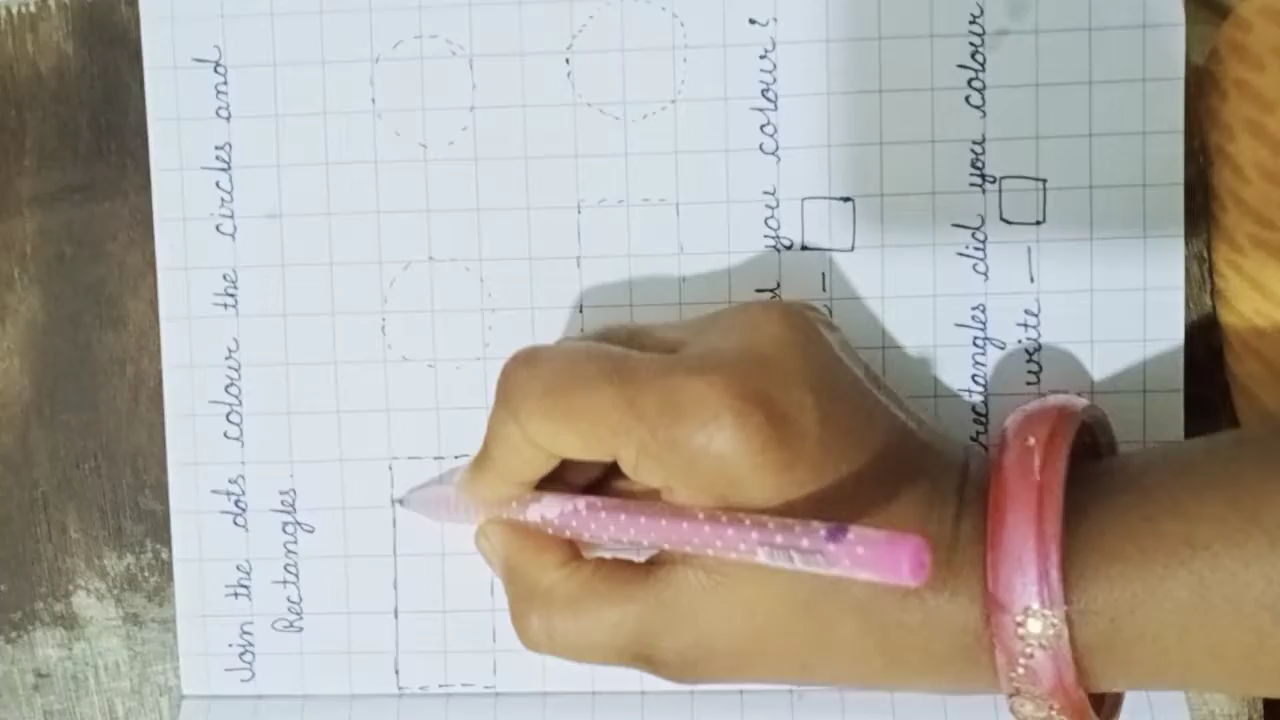 Join the dots. colour the circles and
Rectangles.
you colour?
rectangles did you colour
write —